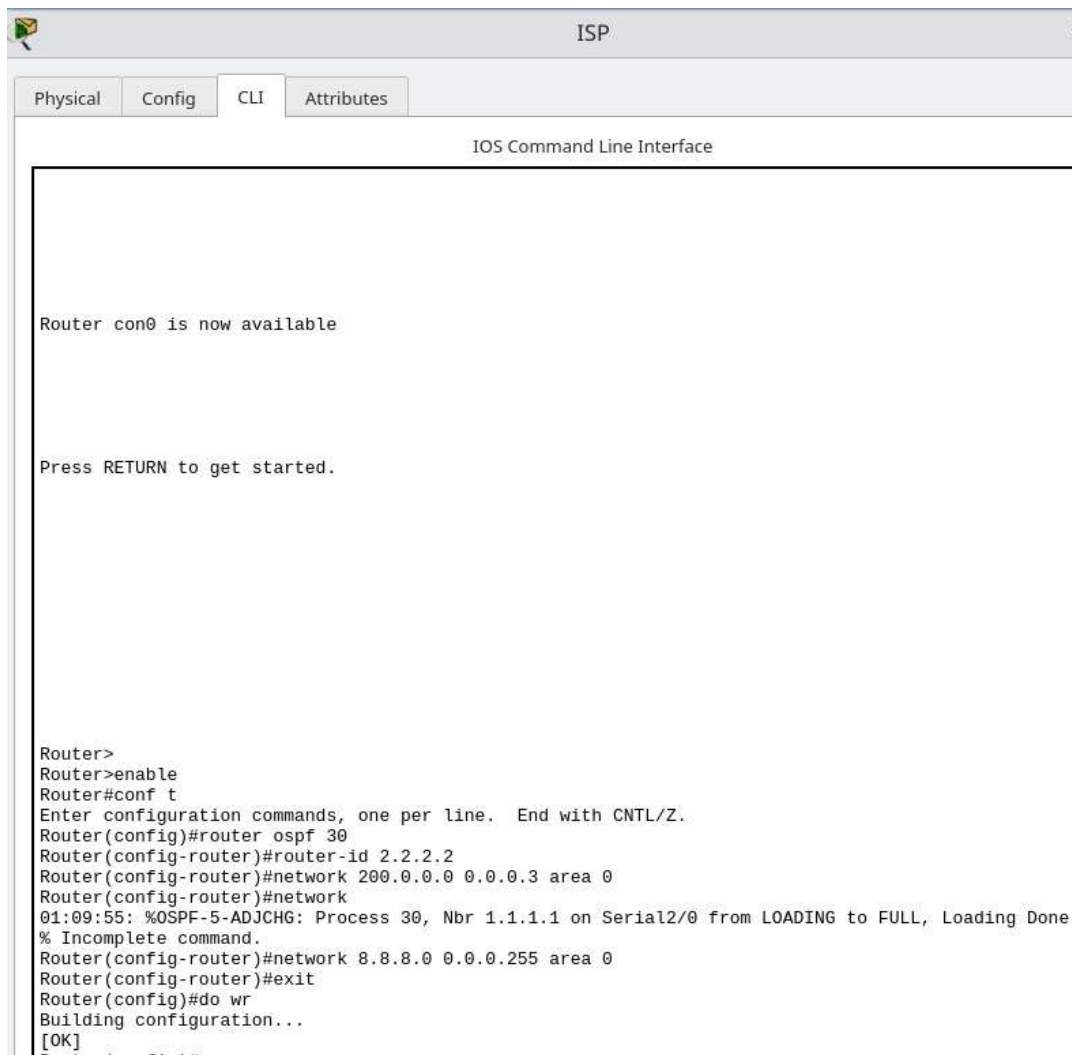 ISP
Physical
Config
CLI
Attributes
IOS Command Line Interface
Router con0 is now available
Press RETURN to get started.
Router>
Router>enable
Router#conf t
Enter configuration commands, one per line.  End with CNTL/Z.
Router(config)#router ospf 30
Router(config-router)#router-id 2.2.2.2
Router(config-router)#network 200.0.0.0 0.0.0.3 area 0
Router(config-router)#network
01:09:55: %OSPF-5-ADJCHG: Process 30, Nbr 1.1.1.1 on Serial2/0 from LOADING to FULL, Loading Done
% Incomplete command.
Router(config-router)#network 8.8.8.0 0.0.0.255 area 0
Router(config-router)#exit
Router(config)#do wr
Building configuration...
[OK]